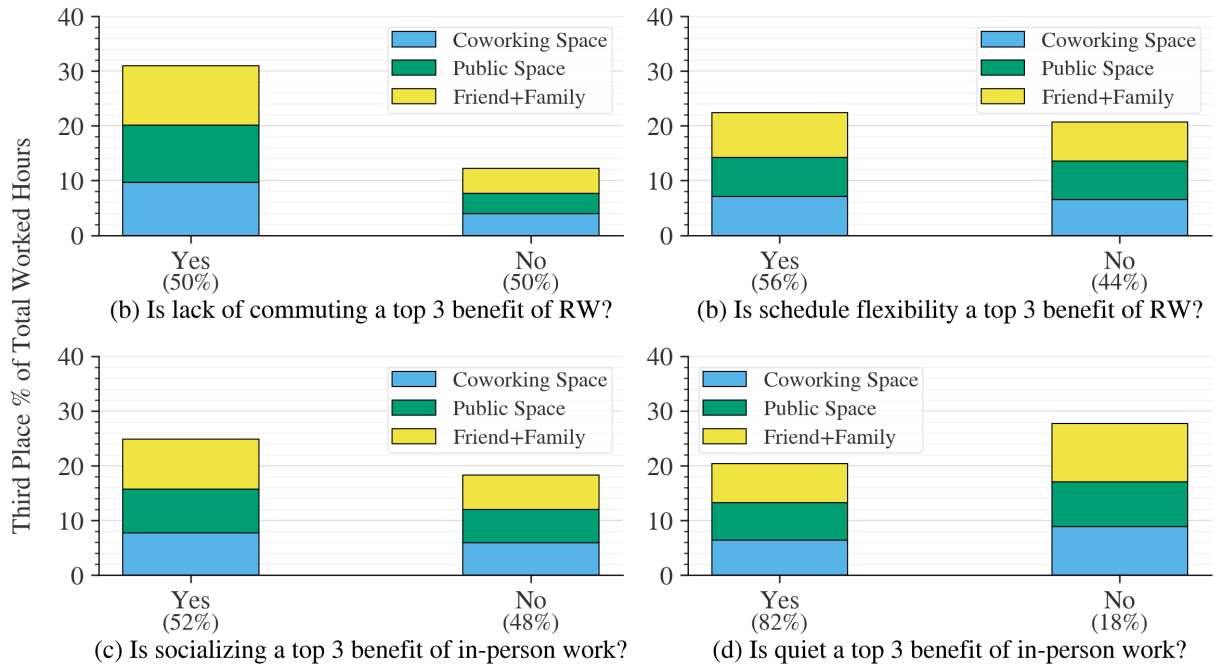 Third Place % of Total Worked Hours
40
30
20
10
0
Coworking Space
Public Space
Friend+Family
Yes
(50%)
No
(50%)
(b) Is lack of commuting a top 3 benefit of RW?
40
30
20
10
0
Coworking Space
Public Space
Friend+Family
Yes
(56%)
No
(44%)
(b) Is schedule flexibility a top 3 benefit of RW?
40
30
20
10
0
Coworking Space
Public Space
Friend+Family
Yes
(52%)
No
(48%)
(c) Is socializing a top 3 benefit of in-person work?
40
30
20
10
0
Coworking Space
Public Space
Friend+Family
Yes
(82%)
No
(18%)
(d) Is quiet a top 3 benefit of in-person work?